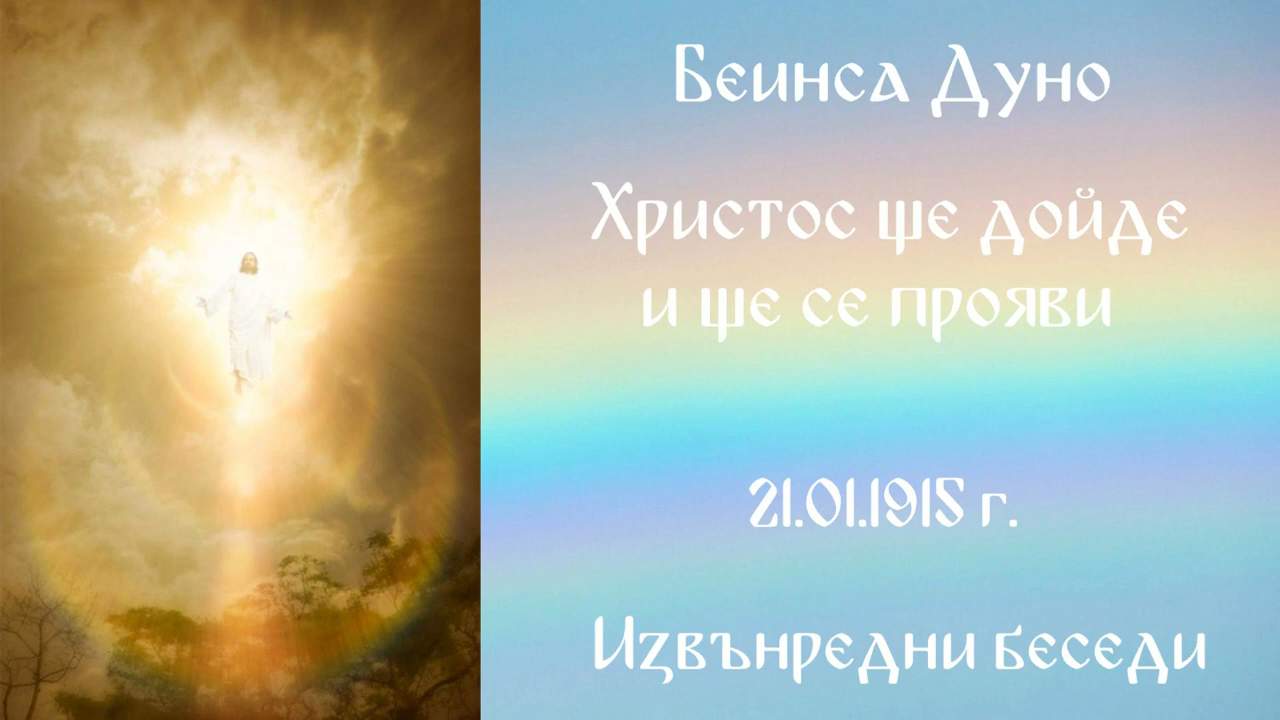 Беинса Дуно
Христос ще дойде
и ще се прояви
21.01.1915 г.
Извънредни беседи